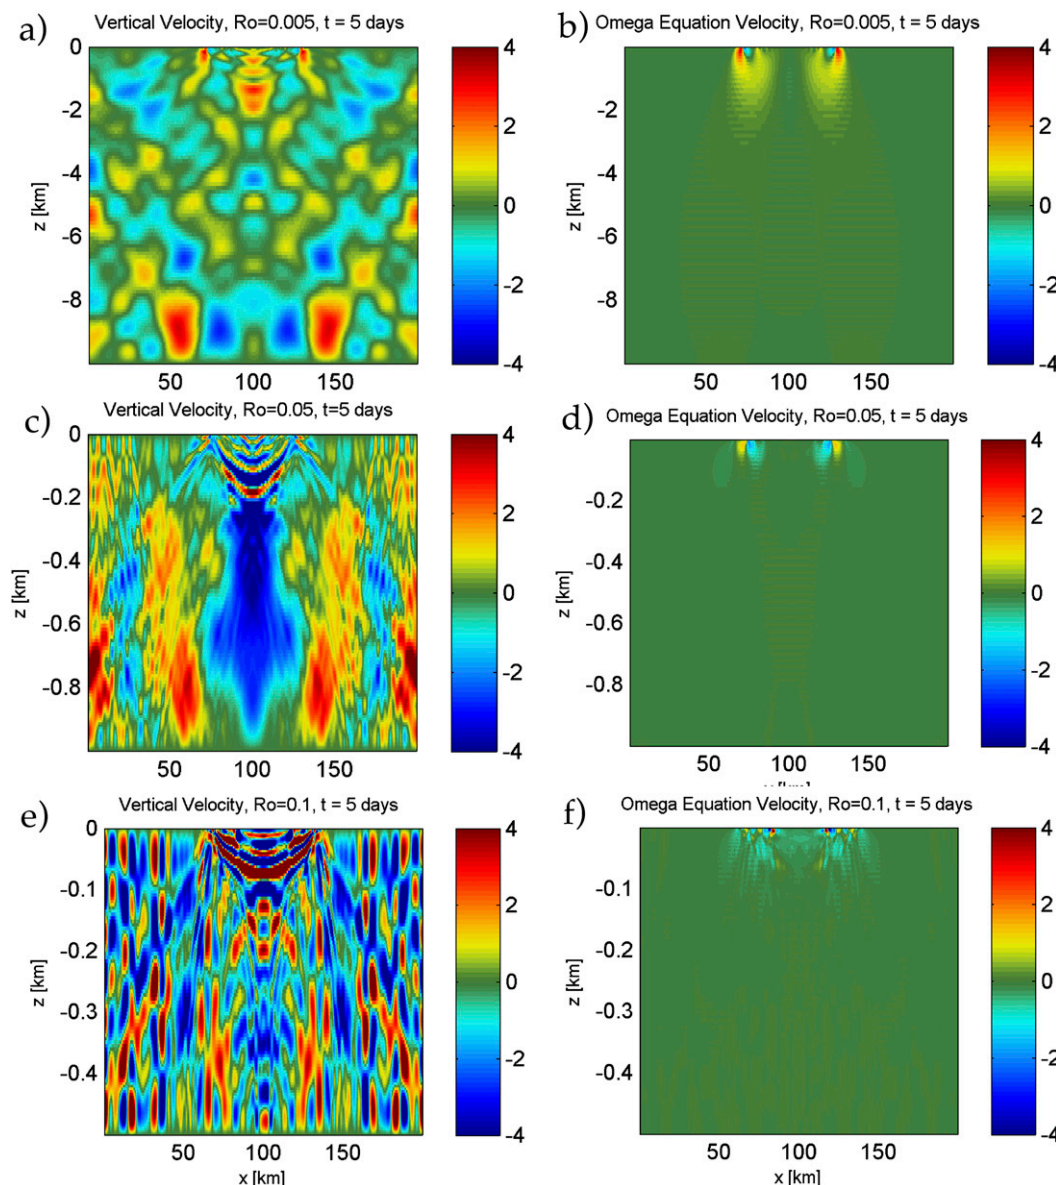 a) Vertical Velocity, Ro=0.005, t = 5 days
b) Omega Equation Velocity, Ro=0.005, t = 5 days
0
-2
-4
-6
-8
z [km]
50 100 150
4
2
0
-2
-4
-2
-4
-6
-8
z [km]
50 100 150
4
2
0
-2
-4
c) Vertical Velocity, Ro=0.05, t=5 days
d) Omega Equation Velocity, Ro=0.05, t = 5 days
0
-0.2
-0.4
-0.6
-0.8
z [km]
50 100 150
4
2
0
-2
-4
-0.2
-0.4
-0.6
-0.8
z [km]
50 100 150
[km]
4
2
0
-2
-4
e) Vertical Velocity, Ro=0.1, t = 5 days
f) Omega Equation Velocity, Ro=0.1, t = 5 days
0
-0.1
-0.2
-0.3
-0.4
z [km]
50 100 150
x [km]
4
2
0
-2
-4
-0.1
-0.2
-0.3
-0.4
z [km]
50 100 150
x [km]
4
2
0
-2
-4